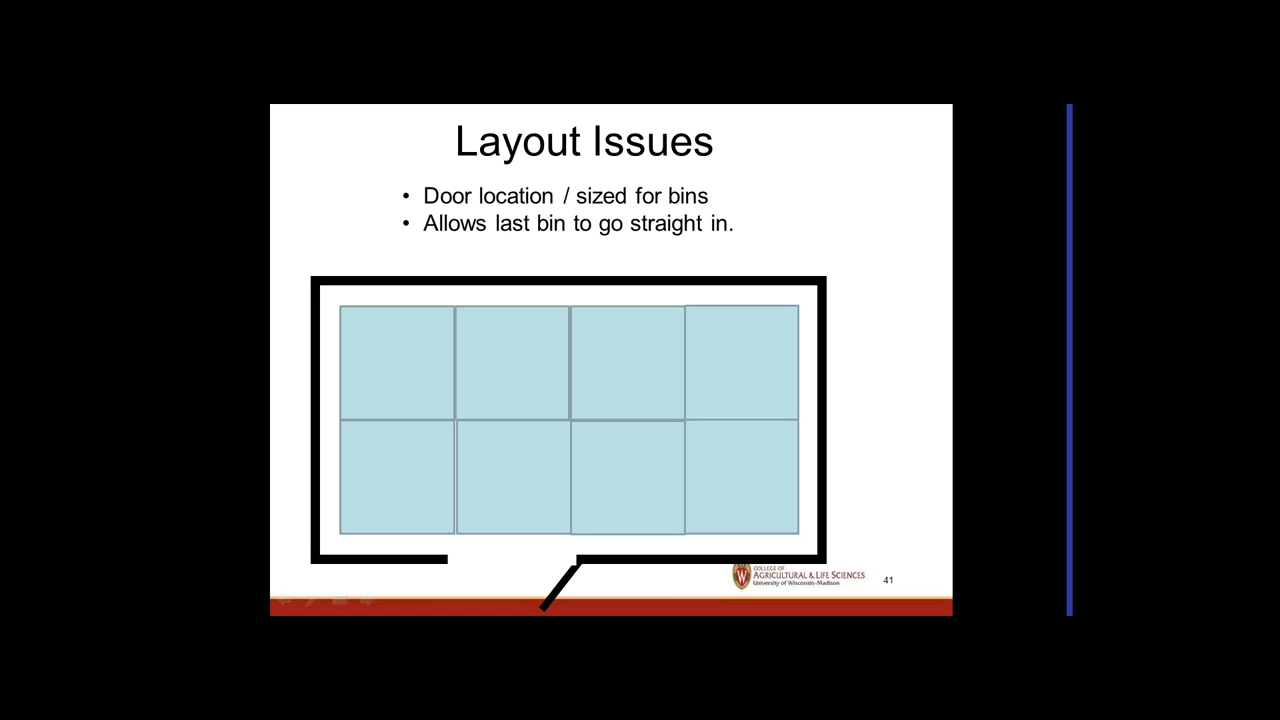 Layout Issues
• Door location / sized for bins
• Allows last bin to go straight in.
COLLEGE OF
AGRICULTURAL & LIFE SCIENCES
University of Wisconsin-Madison
41